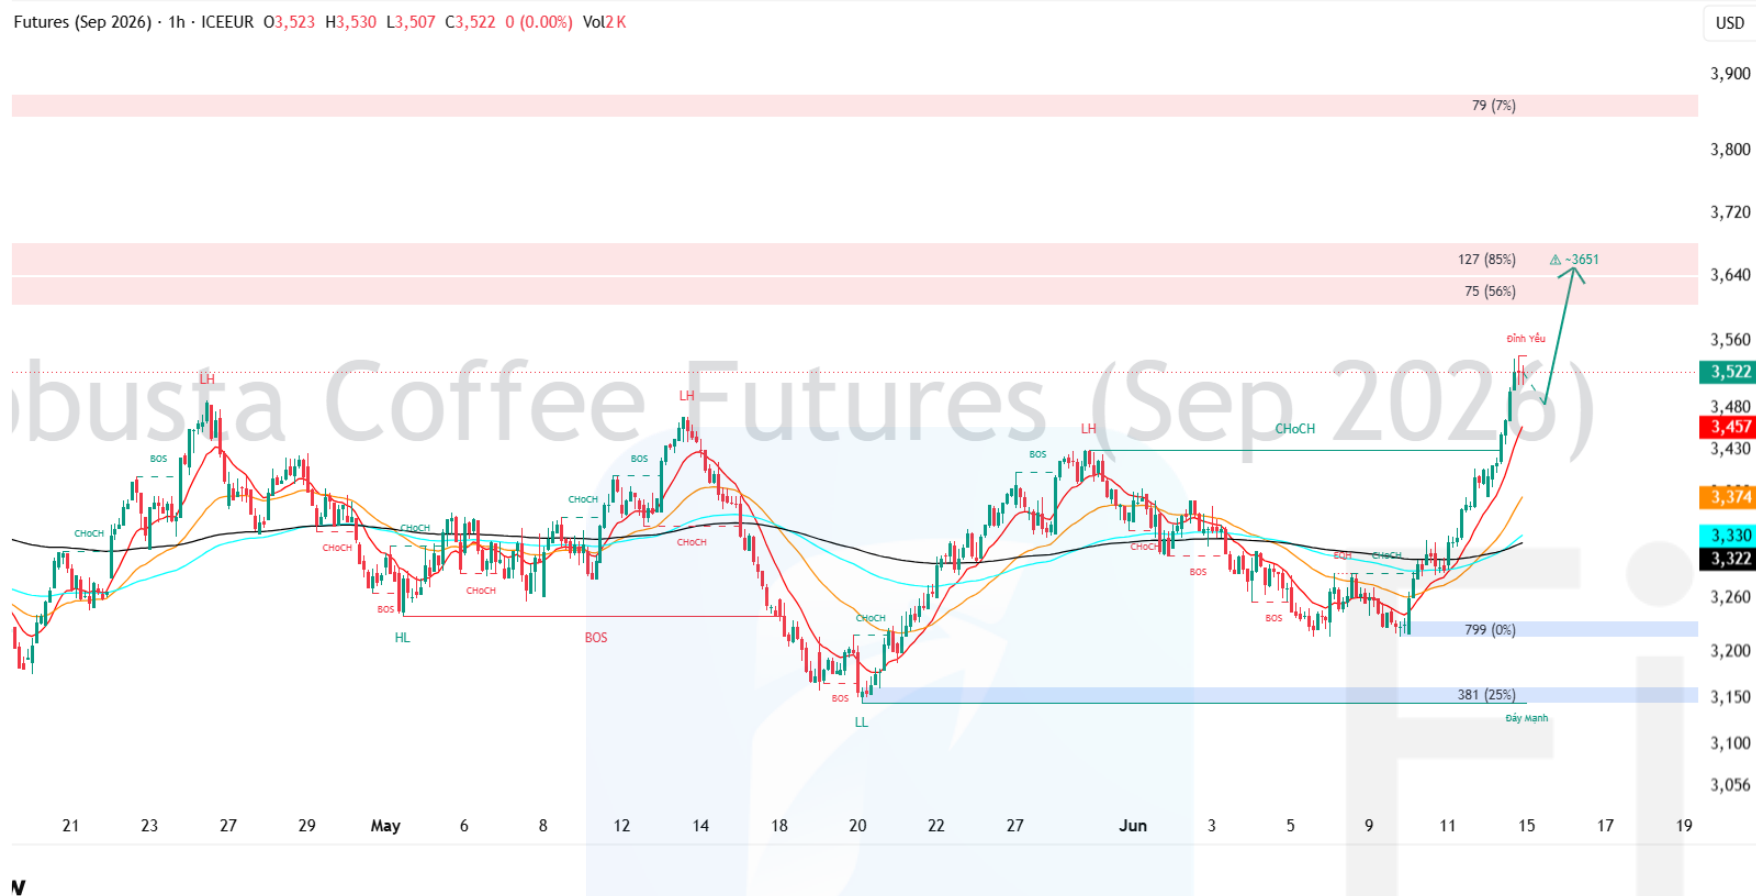 Futures (Sep 2026) · 1h · ICEEUR O3,523 H3,530 L3,507 C3,522 0 (0.00%) Vol2 K
USD
3,900
79 (7%)
3,800
3,720
127 (85%)
⚠ ~3651
3,640
75 (56%)
3,560
Đỉnh Yếu
3,522
obusta Coffee Futures (Sep 2026)
LH
LH
LH
CHoCH
3,480
3,457
3,430
BOS
BOS
BOS
3,374
CHoCH
CHoCH
CHoCH
CHoCH
CHoCH
CHoCH
CHoCH
EQH
CHoCH
3,330
3,322
CHoCH
BOS
BOS
BOS
3,260
CHoCH
HL
BOS
799 (0%)
3,200
BOS
381 (25%)
3,150
LL
Đáy Mạnh
3,100
3,056
21 23 27 29 May 6 8 12 14 18 20 22 27 Jun 3 5 9 11 15 17 19
Fi